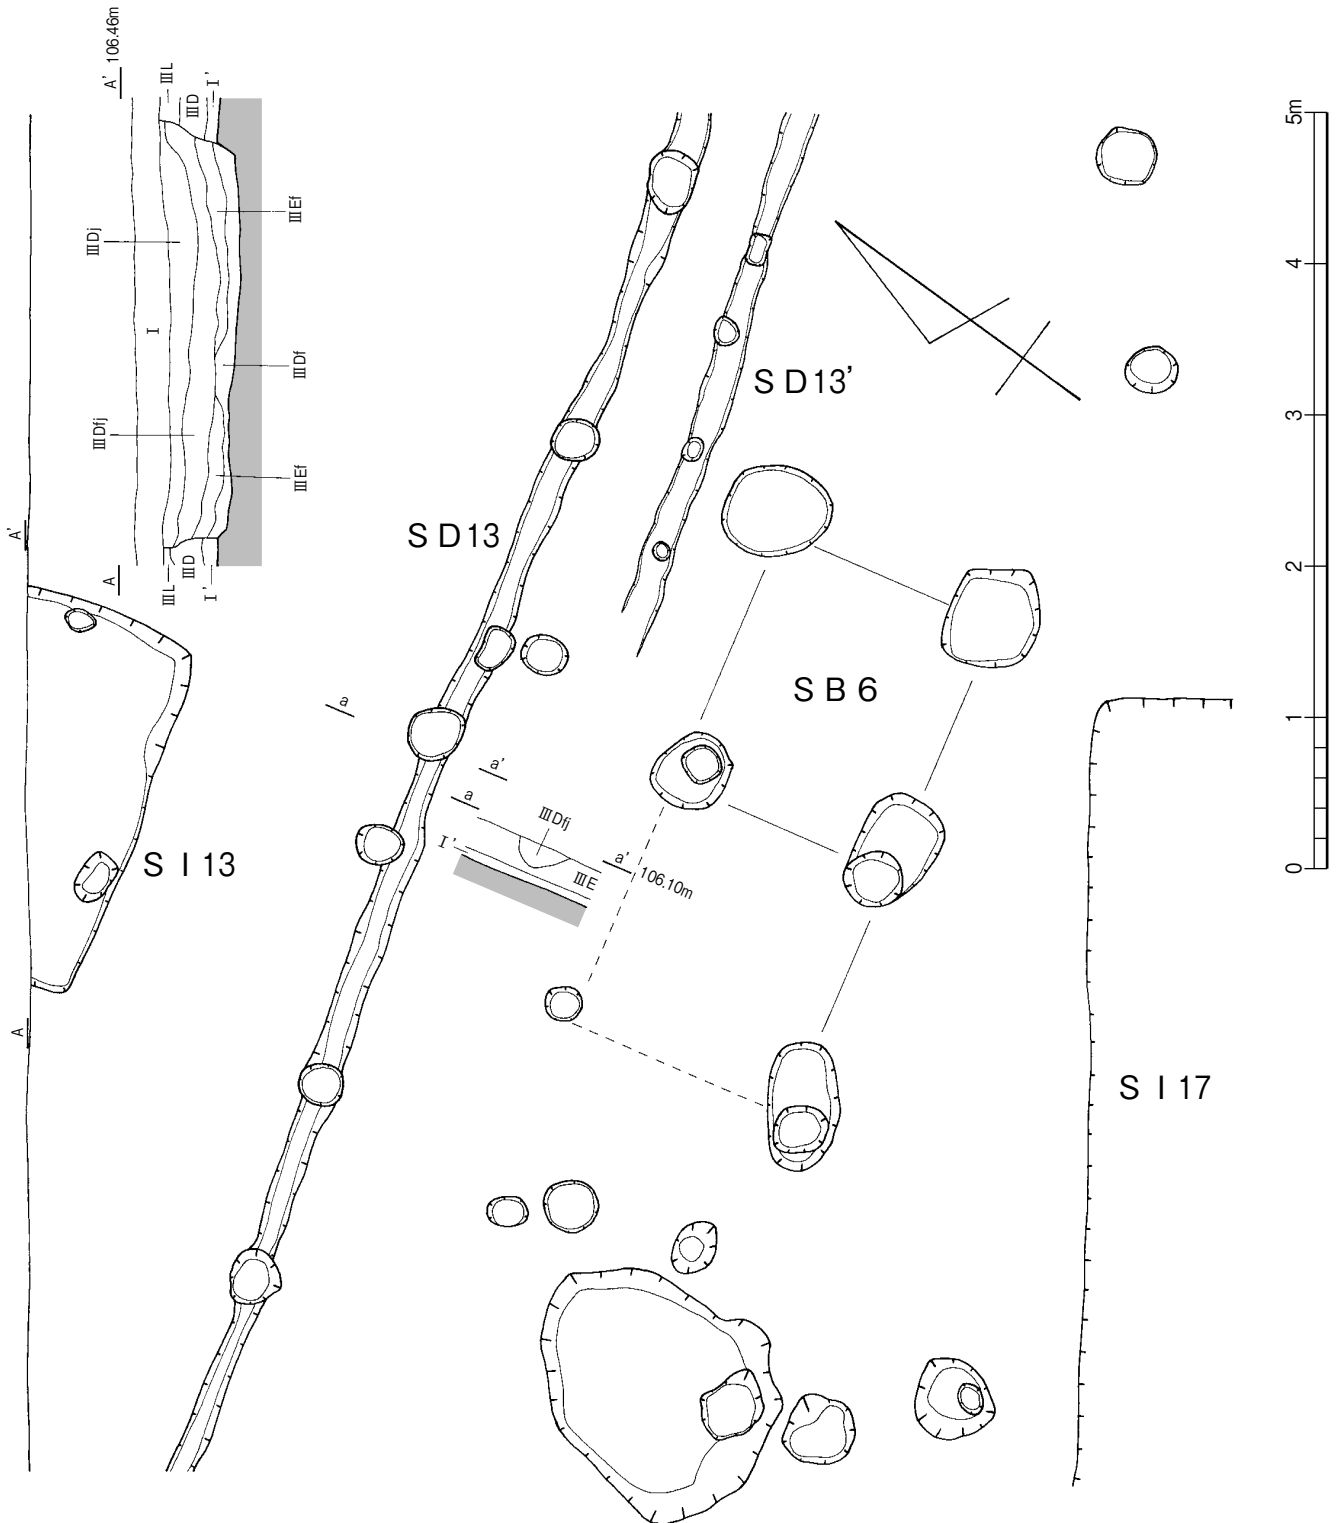 A' 106.46m
ⅢL
ⅢD
I'
ⅢEf
ⅢDj
I
ⅢDf
ⅢDfj
ⅢEf
A
ⅢL
ⅢD
I'
A'
A
5m
4
3
2
1
0
SD13'
SD13
SB6
a
a'
a
ⅢDfj
I'
ⅢE
a' 106.10m
SI13
SI17